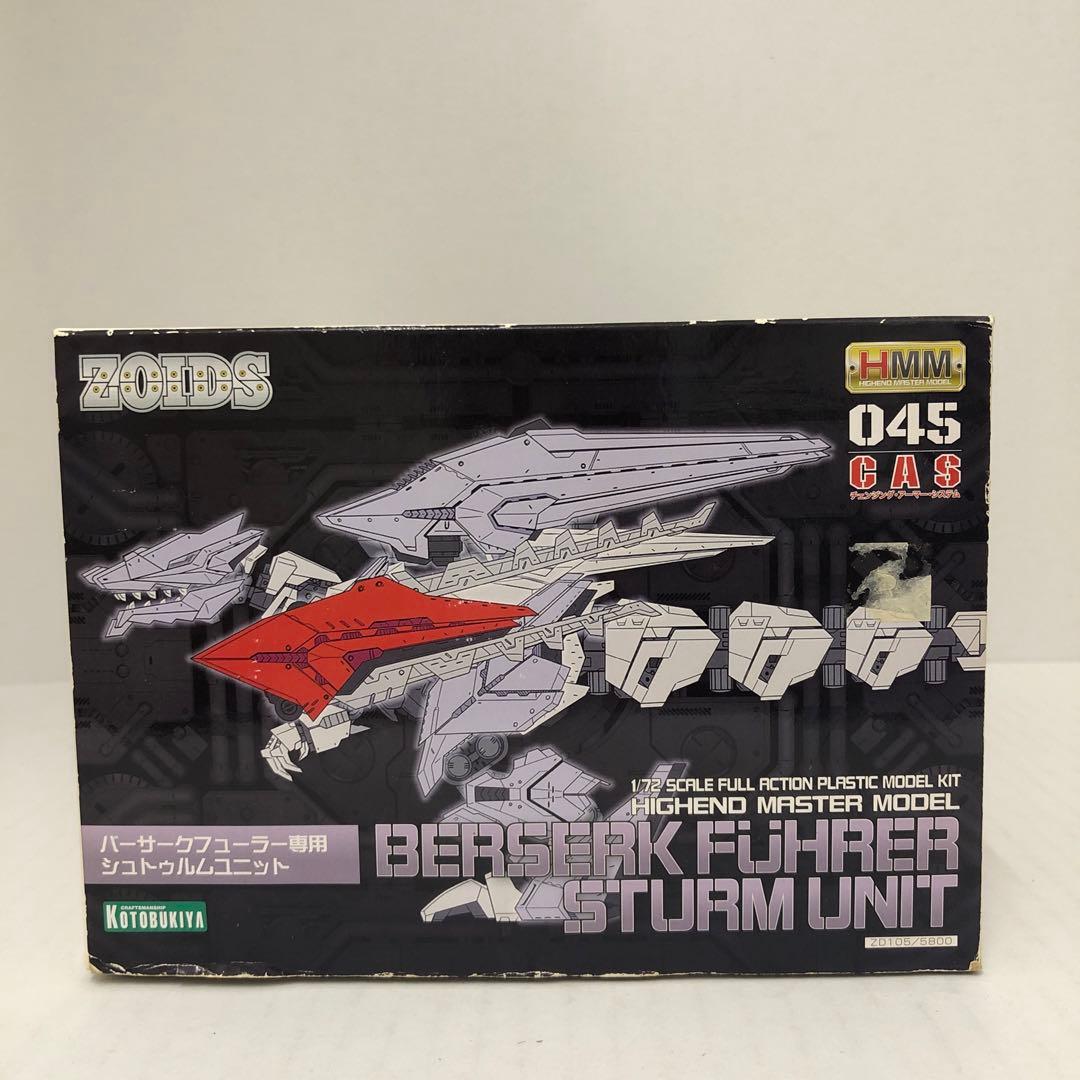 ZOIDS
HMM
HIGHEND MASTER MODEL
045
CAS
チェンジング・アーマー・システム
1/72 SCALE FULL ACTION PLASTIC MODEL KIT
HIGHEND MASTER MODEL
BERSERK FÜHRER
STURM UNIT
バーサークフューラー専用
シュトゥルムユニット
CRAFTSMANSHIP
KOTOBUKIYA
ZD105/5800